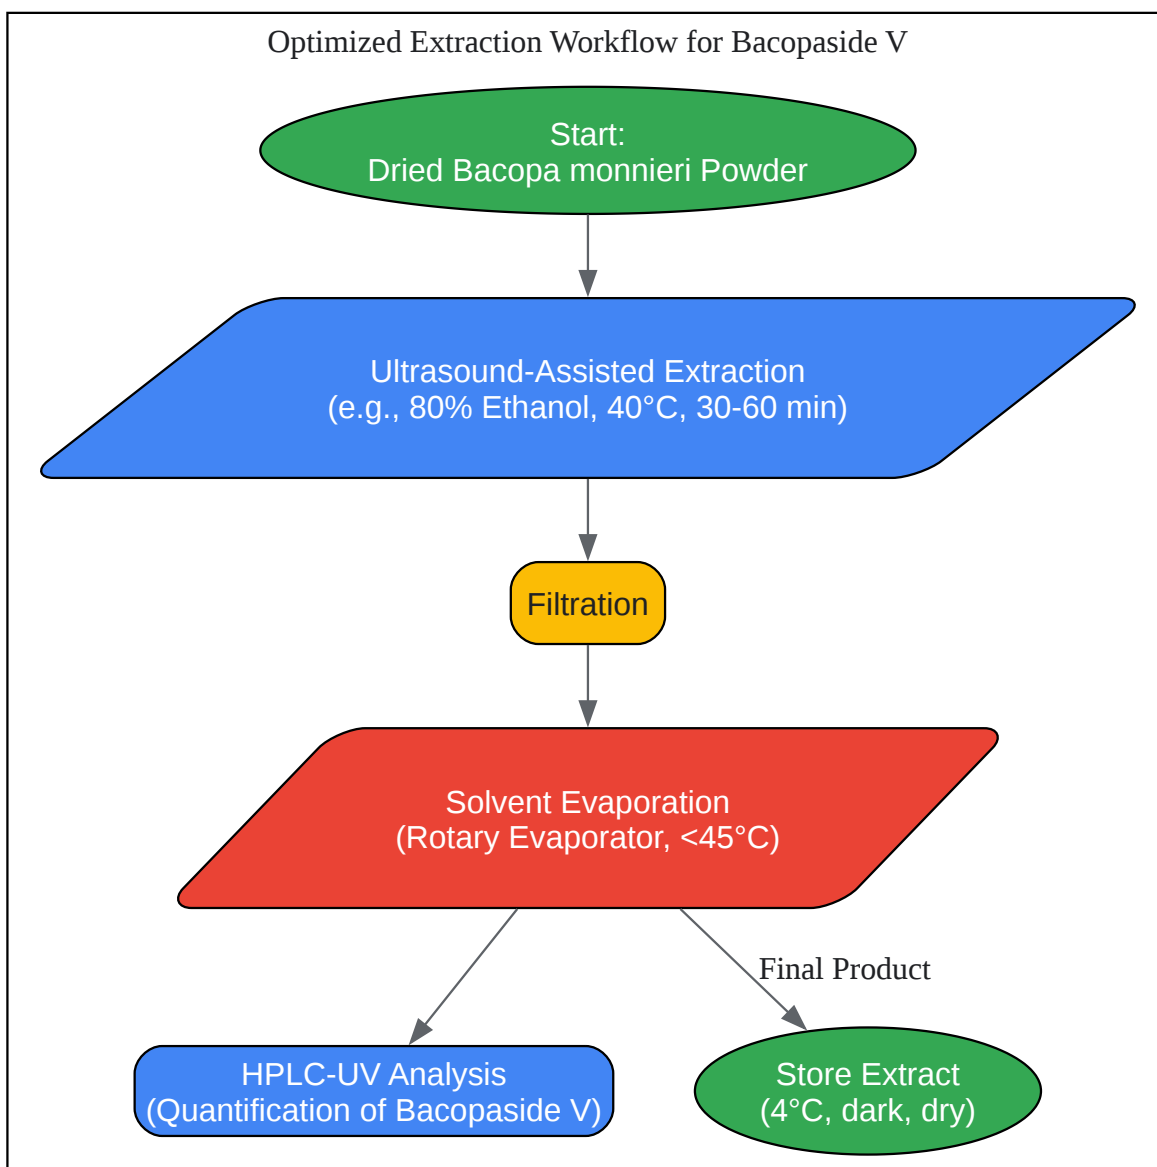 Optimized Extraction Workflow for Bacopaside V
Start:
Dried Bacopa monnieri Powder
Ultrasound-Assisted Extraction
(e.g., 80% Ethanol, 40°C, 30-60 min)
Filtration
Solvent Evaporation
(Rotary Evaporator, <45°C)
Final Product
HPLC-UV Analysis
(Quantification of Bacopaside V)
Store Extract
(4°C, dark, dry)